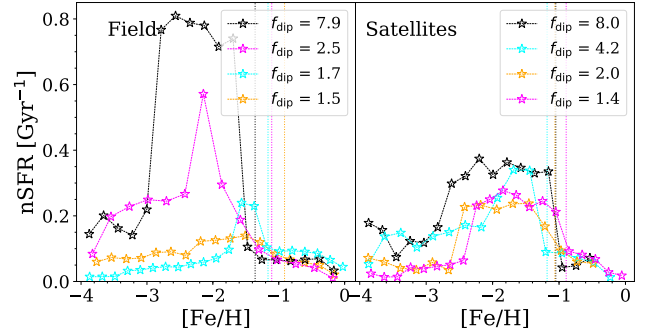 Field
f_dip = 7.9
f_dip = 2.5
f_dip = 1.7
f_dip = 1.5
Satellites
f_dip = 8.0
f_dip = 4.2
f_dip = 2.0
f_dip = 1.4
nSFR [Gyr⁻¹]
0.8
0.6
0.4
0.2
0.0
−4 −3 −2 −1 0
−4 −3 −2 −1 0
[Fe/H] [Fe/H]